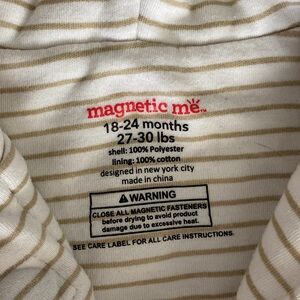 magnetic me™
18-24 months
27-30 lbs
shell: 100% Polyester
lining: 100% cotton
designed in new york city
made in china
⚠ WARNING
CLOSE ALL MAGNETIC FASTENERS
before drying to avoid product
damage due to excessive heat.
SEE CARE LABEL FOR ALL CARE INSTRUCTIONS.